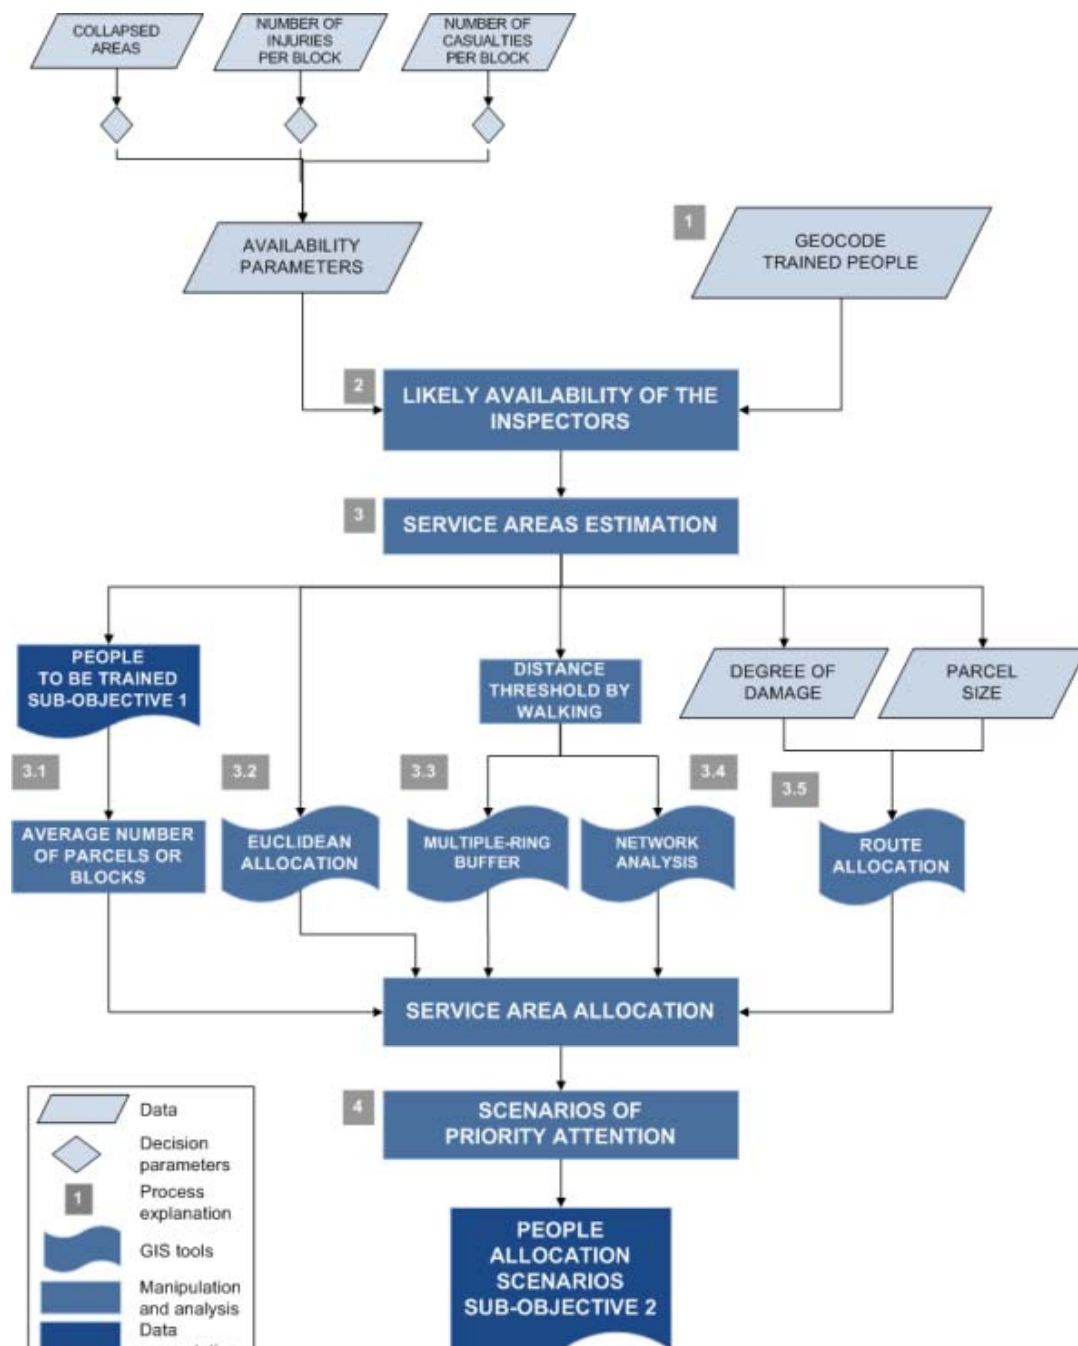 COLLAPSED
AREAS
NUMBER OF
INJURIES
PER BLOCK
NUMBER OF
CASUALTIES
PER BLOCK
AVAILABILITY
PARAMETERS
1
GEOCODE
TRAINED PEOPLE
2
LIKELY AVAILABILITY OF THE
INSPECTORS
3
SERVICE AREAS ESTIMATION
PEOPLE
TO BE TRAINED
SUB-OBJECTIVE 1
DISTANCE
THRESHOLD BY
WALKING
DEGREE OF
DAMAGE
PARCEL
SIZE
3.1
3.2
3.3
3.4
3.5
AVERAGE NUMBER
OF PARCELS OR
BLOCKS
EUCLIDEAN
ALLOCATION
MULTIPLE-RING
BUFFER
NETWORK
ANALYSIS
ROUTE
ALLOCATION
SERVICE AREA ALLOCATION
4
SCENARIOS OF
PRIORITY ATTENTION
PEOPLE
ALLOCATION
SCENARIOS
SUB-OBJECTIVE 2
Data
Decision
parameters
1
Process
explanation
GIS tools
Manipulation
and analysis
Data